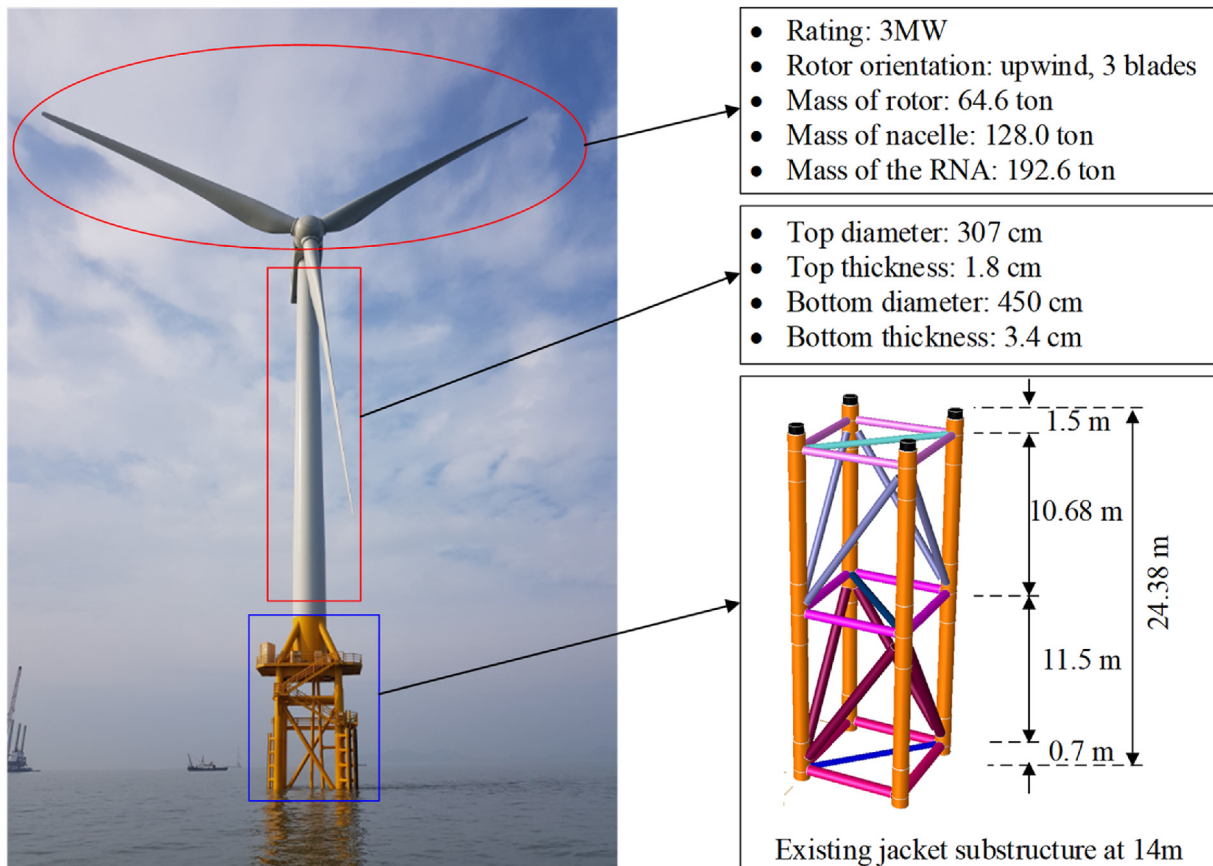 • Rating: 3MW
• Rotor orientation: upwind, 3 blades
• Mass of rotor: 64.6 ton
• Mass of nacelle: 128.0 ton
• Mass of the RNA: 192.6 ton
• Top diameter: 307 cm
• Top thickness: 1.8 cm
• Bottom diameter: 450 cm
• Bottom thickness: 3.4 cm
1.5 m
10.68 m
24.38 m
11.5 m
0.7 m
Existing jacket substructure at 14m